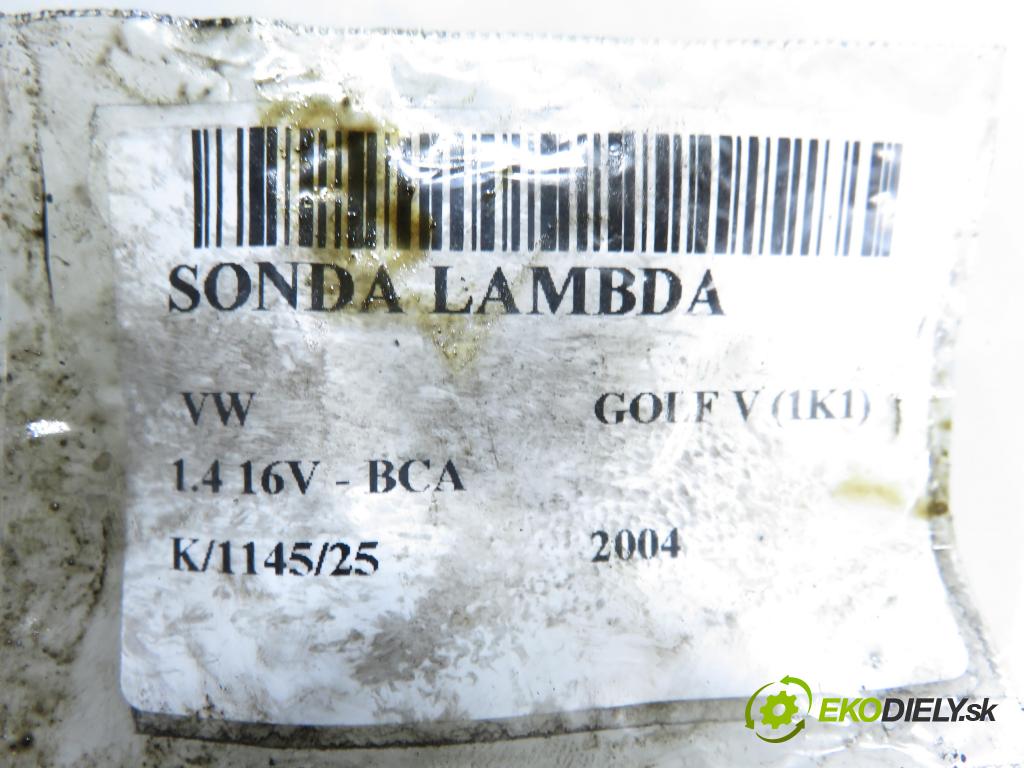 SONDA LAMBDA
VW GOLF V (1K1)
1.4 16V - BCA
K/1145/25 2004
EKODIELY.sk